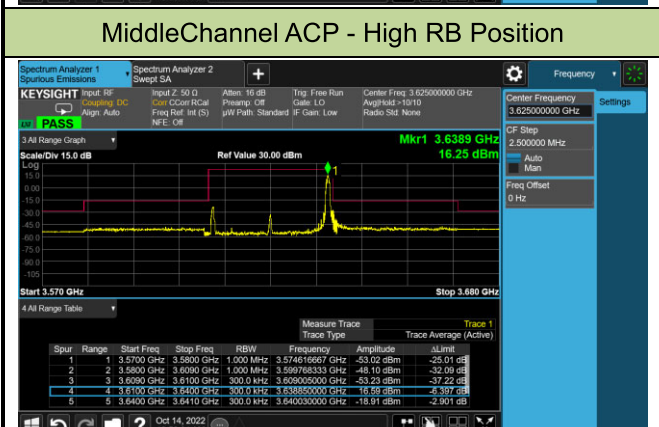 MiddleChannel ACP - High RB Position
Spectrum Analyzer 1
Spurious Emissions
Spectrum Analyzer 2
Swept SA
+
Frequency
KEYSIGHT
PASS
Input: RF
Coupling: DC
Align: Auto
Input Z: 50 Ω
Corr CCorr RCal
Freq Ref: Int (S)
NFE: Off
Atten: 16 dB
Preamp: Off
µW Path: Standard
Trig: Free Run
Gate: LO
IF Gain: Low
Center Freq: 3.625000000 GHz
Avg|Hold:>10/10
Radio Std: None
Center Frequency
3.625000000 GHz
Settings
CF Step
2.500000 MHz
Auto
Man
Freq Offset
0 Hz
3 All Range Graph
Scale/Div 15.0 dB
Ref Value 30.00 dBm
Mkr1 3.6389 GHz
16.25 dBm
Log
15.0
0.00
-15.0
-30.0
-45.0
-60.0
-75.0
-90.0
-105
1
Start 3.570 GHz
Stop 3.680 GHz
4 All Range Table
Measure Trace Trace 1
Trace Type Trace Average (Active)
Spur Range Start Freq Stop Freq RBW Frequency Amplitude ΔLimit
1 1 3.5700 GHz 3.5800 GHz 1.000 MHz 3.574616667 GHz -53.02 dBm -25.01 dB
2 2 3.5800 GHz 3.6090 GHz 1.000 MHz 3.599768333 GHz -48.10 dBm -32.09 dB
3 3 3.6090 GHz 3.6100 GHz 300.0 kHz 3.609005000 GHz -53.23 dBm -37.22 dB
4 4 3.6100 GHz 3.6400 GHz 300.0 kHz 3.638850000 GHz 16.59 dBm -6.397 dB
5 5 3.6400 GHz 3.6410 GHz 300.0 kHz 3.640030000 GHz -18.91 dBm -2.901 dB
?
Oct 14, 2022